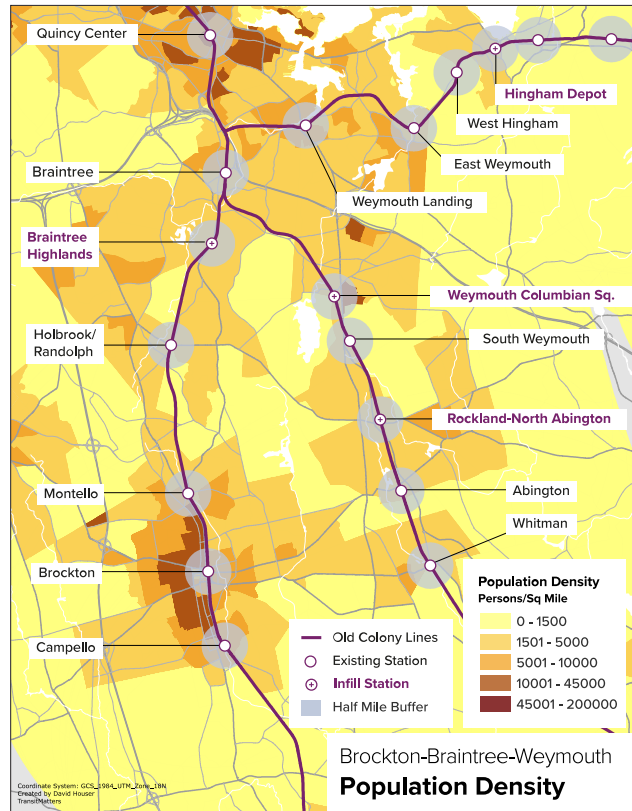 Quincy Center
Hingham Depot
West Hingham
East Weymouth
Braintree
Weymouth Landing
Braintree
Highlands
Weymouth Columbian Sq.
Holbrook/
Randolph
South Weymouth
Rockland-North Abington
Montello
Abington
Whitman
Brockton
Campello
Population Density
Persons/Sq Mile
0 - 1500
1501 - 5000
5001 - 10000
10001 - 45000
45001 - 200000
Old Colony Lines
Existing Station
Infill Station
Half Mile Buffer
Brockton-Braintree-Weymouth
Population Density
Coordinate System: GCS_1984_UTM_Zone_18N
Created by David Houser
TransitMatters